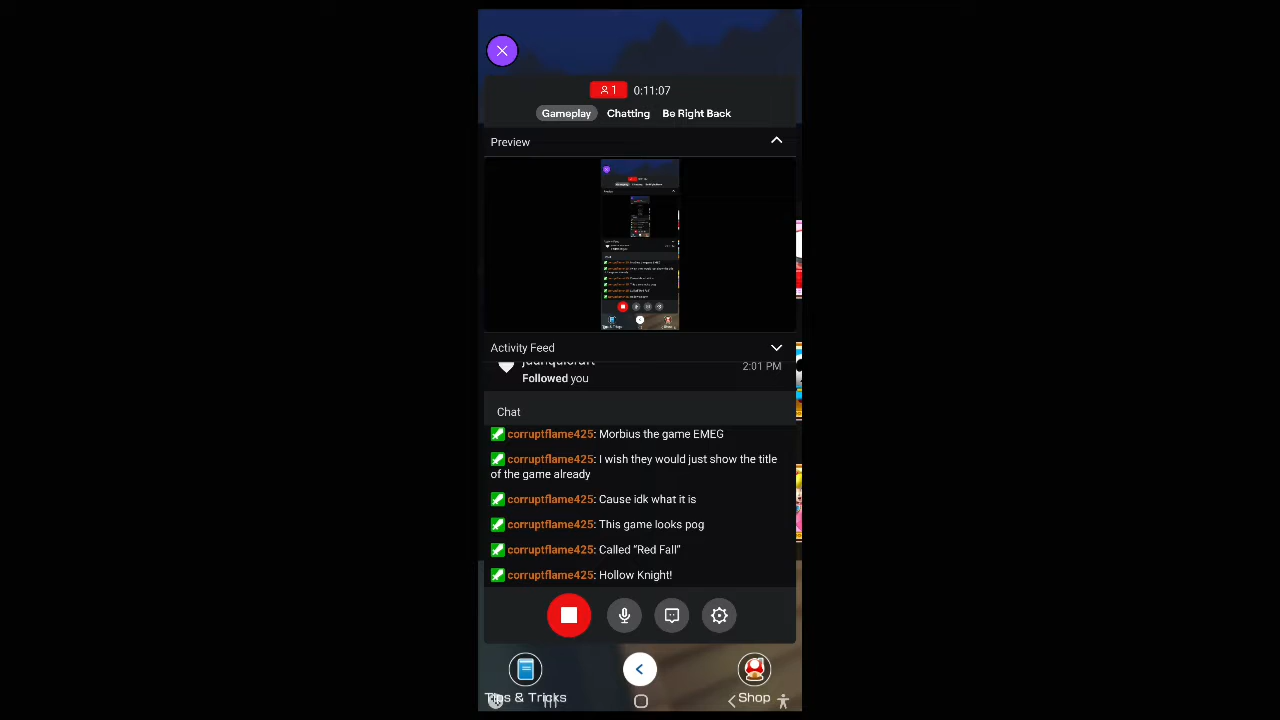 1 0:11:07
Gameplay Chatting Be Right Back
Preview
Activity Feed
Followed you 2:01 PM
Chat
corruptflame425: Morbius the game EMEG
corruptflame425: I wish they would just show the title
of the game already
corruptflame425: Cause idk what it is
corruptflame425: This game looks pog
corruptflame425: Called “Red Fall”
corruptflame425: Hollow Knight!
Tips & Tricks Shop